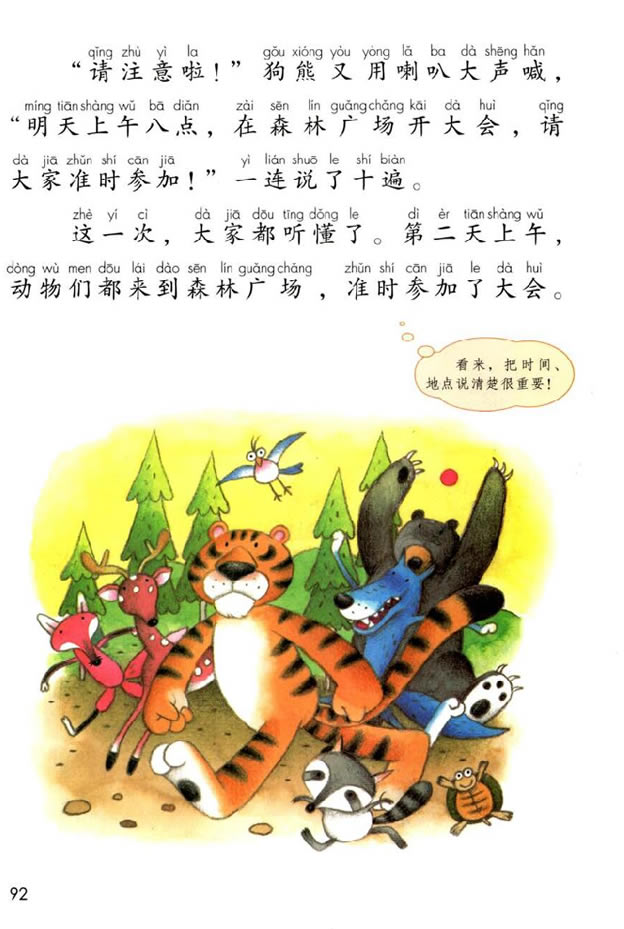 qǐng zhù yì la gǒu xióng yòu yòng lǎ ba dà shēng hǎn
“请注意啦！”狗熊又用喇叭大声喊，
míng tiān shàng wǔ bā diǎn zài sēn lín guǎng chǎng kāi dà huì qǐng
“明天上午八点，在森林广场开大会，请
dà jiā zhǔn shí cān jiā yì lián shuō le shí biàn
大家准时参加！”一连说了十遍。
zhè yí cì dà jiā dōu tīng dǒng le dì èr tiān shàng wǔ
这一次，大家都听懂了。第二天上午，
dòng wù men dōu lái dào sēn lín guǎng chǎng zhǔn shí cān jiā le dà huì
动物们都来到森林广场，准时参加了大会。
看来，把时间、
地点说清楚很重要！
92